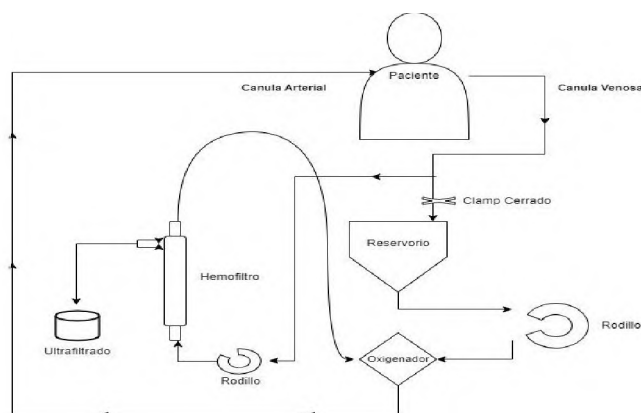 Paciente
Canula Arterial
Canula Venosa
Clamp Cerrado
Reservorio
Hemofiltro
Rodillo
Ultrafiltrado
Oxigenador
Rodillo